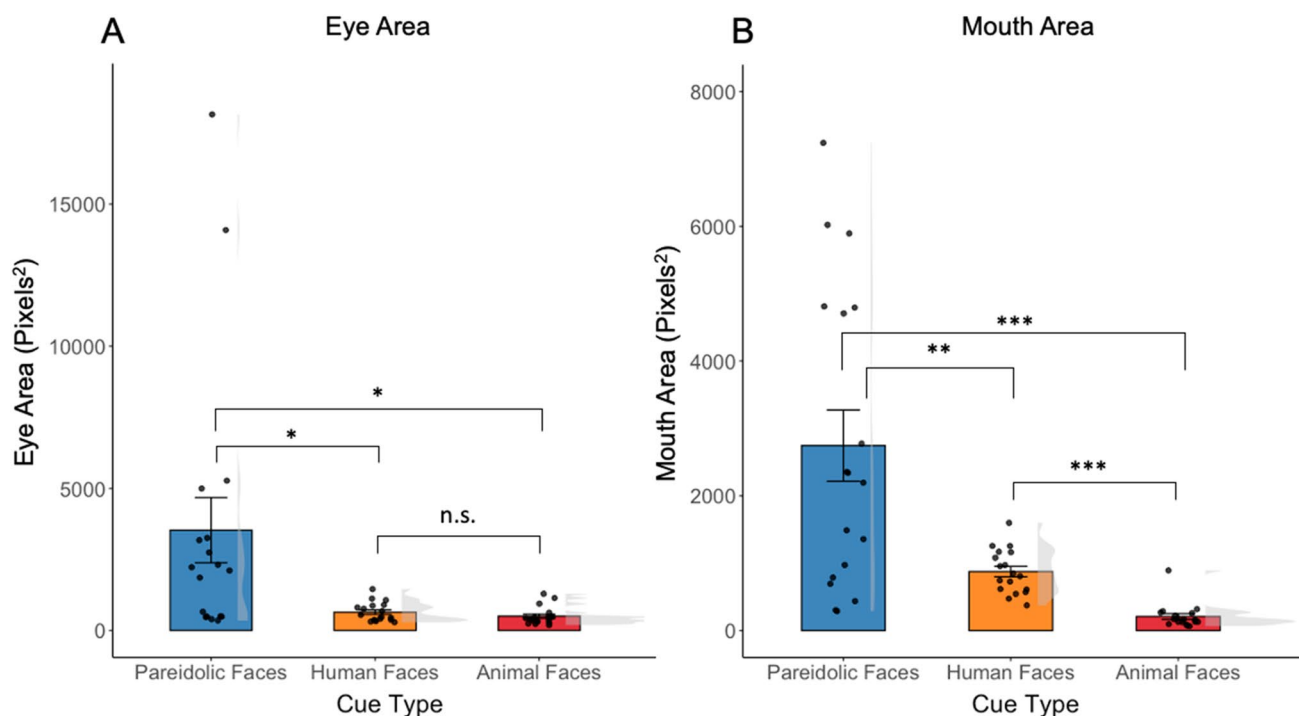 A
Eye Area
Eye Area (Pixels²)
15000
10000
5000
0
*
*
n.s.
Pareidolic Faces
Human Faces
Animal Faces
Cue Type
B
Mouth Area
Mouth Area (Pixels²)
8000
6000
4000
2000
0
***
**
***
Pareidolic Faces
Human Faces
Animal Faces
Cue Type